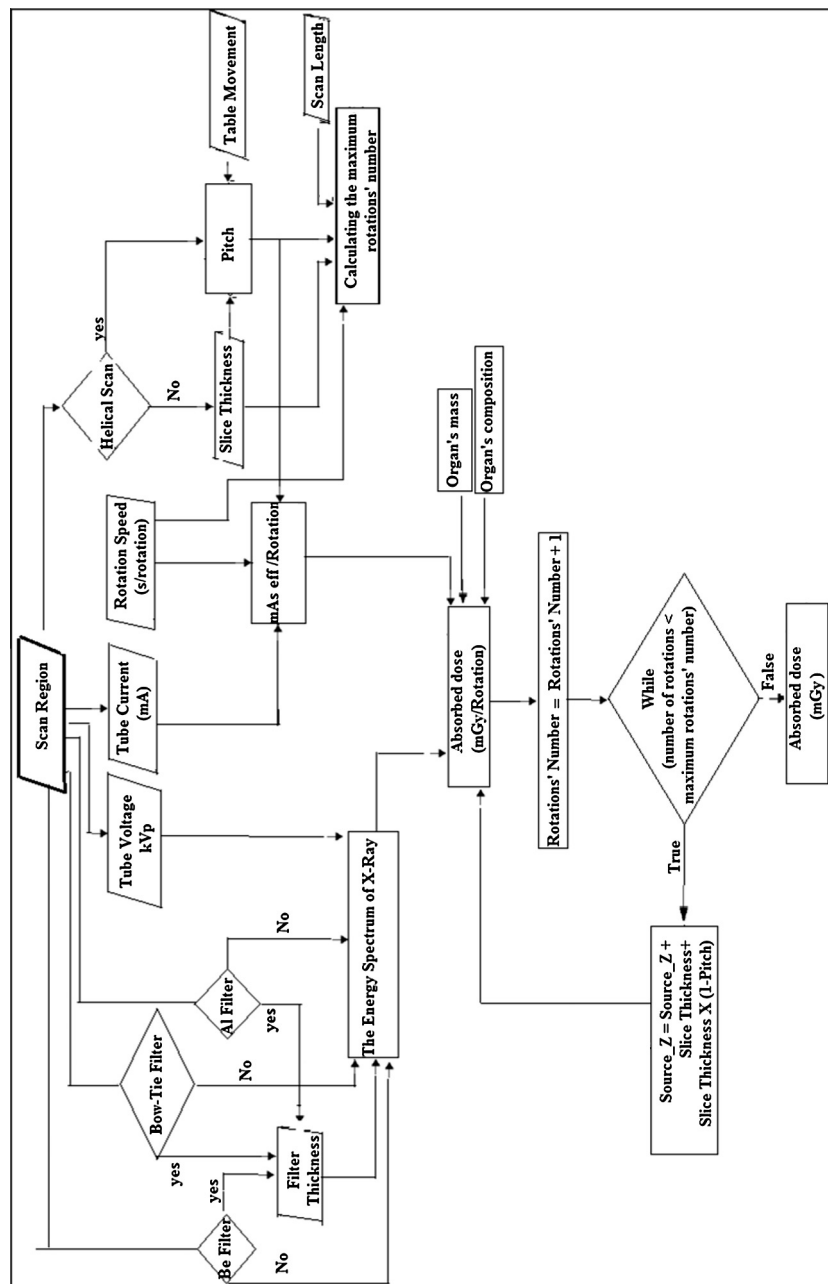 Scan Region
Be Filter
yes
No
Bow-Tie Filter
yes
No
Al Filter
yes
No
Filter
Thickness
Tube Voltage
kVp
Tube Current
(mA)
Rotation Speed
(s/rotation)
Helical Scan
yes
No
Slice Thickness
Pitch
Table Movement
Scan Length
The Energy Spectrum of X-Ray
mAs eff /Rotation
Calculating the maximum
rotations' number
Organ's mass
Organ's composition
Absorbed dose
(mGy/Rotation)
Rotations' Number = Rotations' Number + 1
While
(number of rotations <
maximum rotations' number)
True
False
Source_Z = Source_Z +
Slice Thickness+
Slice Thickness X (1-Pitch)
Absorbed dose
(mGy )